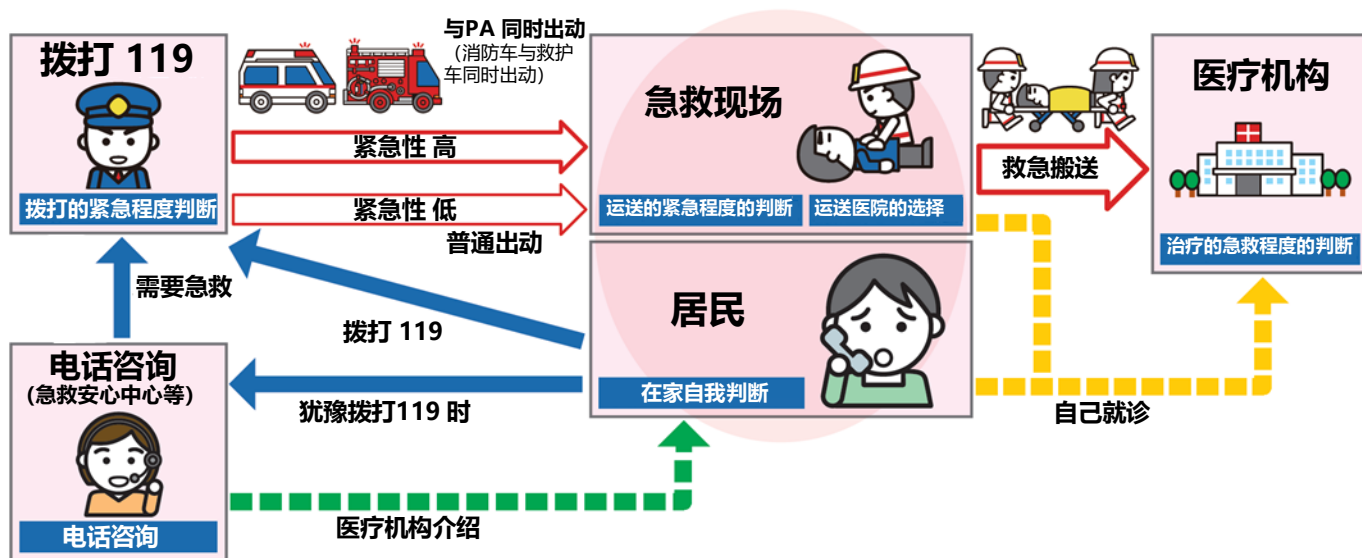 拨打 119
拨打的紧急程度判断
与PA 同时出动
（消防车与救护
车同时出动）
紧急性 高
紧急性 低
普通出动
急救现场
运送的紧急程度的判断
运送医院的选择
救急搬送
医疗机构
治疗的急救程度的判断
需要急救
拨打 119
居民
在家自我判断
犹豫拨打119 时
自己就诊
电话咨询
(急救安心中心等)
电话咨询
医疗机构介绍